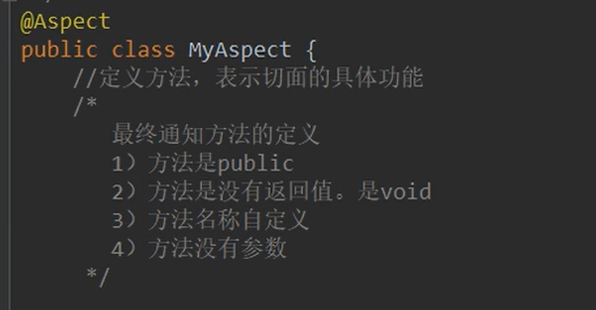 @Aspect
public class MyAspect {
//定义方法，表示切面的具体功能
/*
最终通知方法的定义
1）方法是public
2）方法是没有返回值。是void
3）方法名称自定义
4）方法没有参数
*/